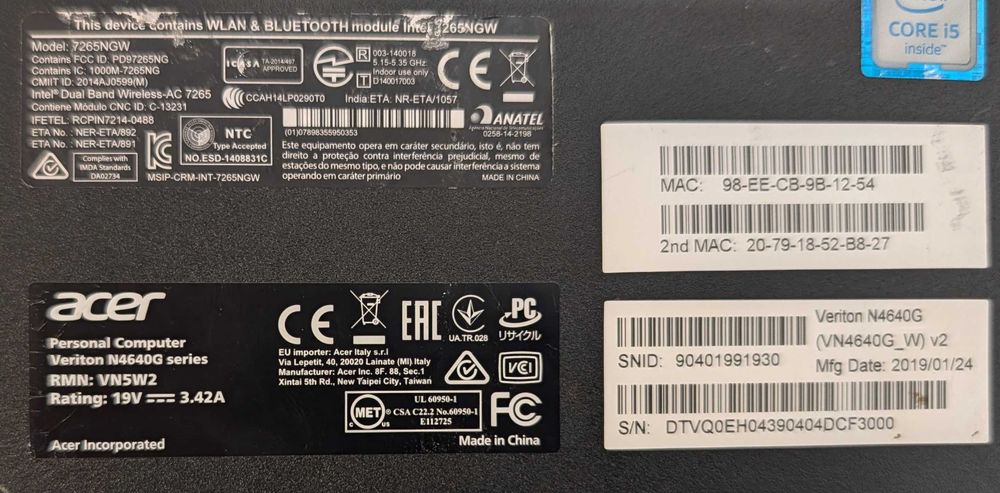 This device contains WLAN & BLUETOOTH module Intel 7265NGW
Model: 7265NGW
Contains FCC ID: PD97265NG
Contains IC: 1000M-7265NG
CMIIT ID: 2014AJ0599(M)
Intel® Dual Band Wireless-AC 7265
Contiene Módulo CNC ID: C-13231
IFETEL: RCPIN7214-0488
ETA No. : NER-ETA/892
ETA No. : NER-ETA/891
Complies with
IMDA Standards
DA02734
ICASA TA-2014/497
APPROVED
R 003-140018
5.15-5.35 GHz
Indoor use only
T D140017003
CCAH14LP0290T0
India ETA: NR-ETA/1057
(01)07898355950353
ANATEL
Agência Nacional de Telecomunicações
0258-14-2198
NTC
Type Accepted
NO.ESD-1408831C
MSIP-CRM-INT-7265NGW
Este equipamento opera em caráter secundário, isto é, não tem
direito a proteção contra interferência prejudicial, mesmo de
estações do mesmo tipo, e não pode causar interferência a sistema
operando em caráter primário
MADE IN CHINA
CORE i5
inside™
MAC: 98-EE-CB-9B-12-54
2nd MAC: 20-79-18-52-B8-27
acer
Personal Computer
Veriton N4640G series
RMN: VN5W2
Rating: 19V 3.42A
Acer Incorporated
CE
EAC
UA.TR.028
PC
リサイクル
EU importer: Acer Italy s.r.l
Via Lepetit, 40, 20020 Lainate (MI) Italy
Manufacturer: Acer Inc. 8F. 88, Sec.1
Xintai 5th Rd., New Taipei City, Taiwan
VCI
MET
c us
UL 60950-1
CSA C22.2 No.60950-1
E112725
FC
Made in China
Veriton N4640G
(VN4640G_W) v2
SNID: 90401991930
Mfg Date: 2019/01/24
S/N: DTVQ0EH04390404DCF3000